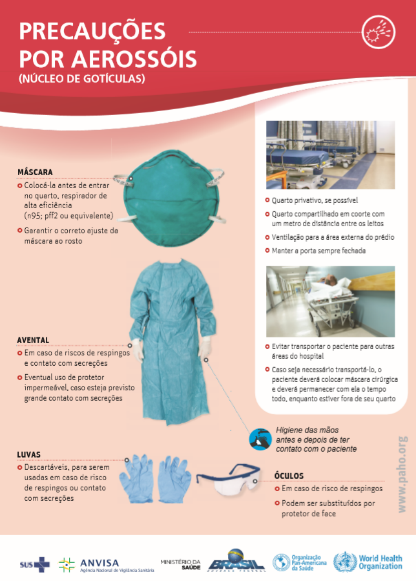 PRECAUÇÕES
POR AEROSSÓIS
(NÚCLEO DE GOTÍCULAS)
MÁSCARA
Colocá-la antes de entrar
no quarto, respirador de
alta eficiência
(n95; pff2 ou equivalente)
Garantir o correto ajuste da
máscara ao rosto
AVENTAL
Em caso de riscos de respingos
e contato com secreções
Eventual uso de protetor
impermeável, caso esteja previsto
grande contato com secreções
LUVAS
Descartáveis, para serem
usadas em caso de risco
de respingos ou contato
com secreções
Quarto privativo, se possível
Quarto compartilhado em coorte com
um metro de distância entre os leitos
Ventilação para a área externa do prédio
Manter a porta sempre fechada
Evitar transportar o paciente para outras
áreas do hospital
Caso seja necessário transportá-lo, o
paciente deverá colocar máscara cirúrgica
e deverá permanecer com ela o tempo
todo, enquanto estiver fora de seu quarto
Higiene das mãos
antes e depois de ter
contato com o paciente
ÓCULOS
Em caso de risco de respingos
Podem ser substituídos por
protetor de face
www.paho.org
SUS
ANVISA
Agência Nacional de Vigilância Sanitária
MINISTÉRIO DA
SAÚDE
BRASIL
GOVERNO FEDERAL
Organização
Pan-Americana
da Saúde
World Health
Organization